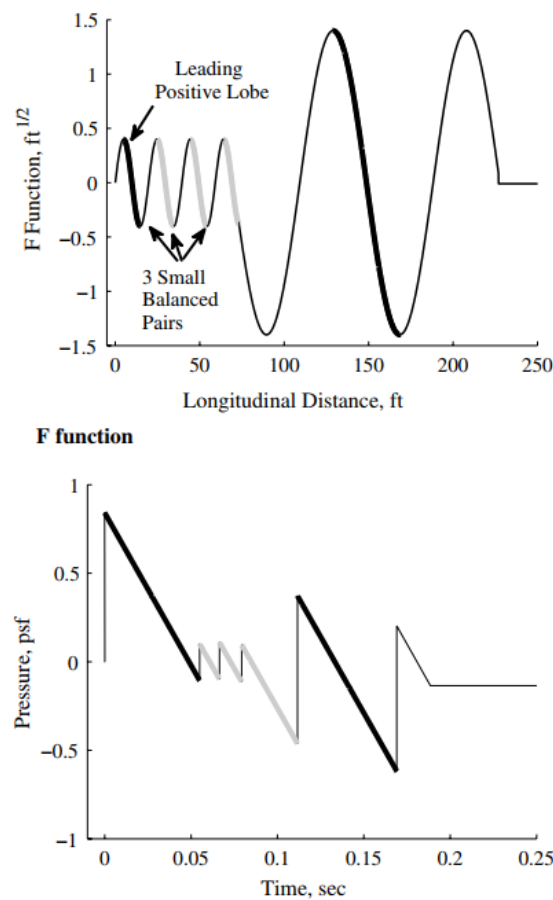 1.5
1
0.5
0
−0.5
−1
−1.5
F Function, ft 1/2
Leading
Positive Lobe
3 Small
Balanced
Pairs
0 50 100 150 200 250
Longitudinal Distance, ft
F function
1
0.5
0
−0.5
−1
Pressure, psf
0 0.05 0.1 0.15 0.2 0.25
Time, sec